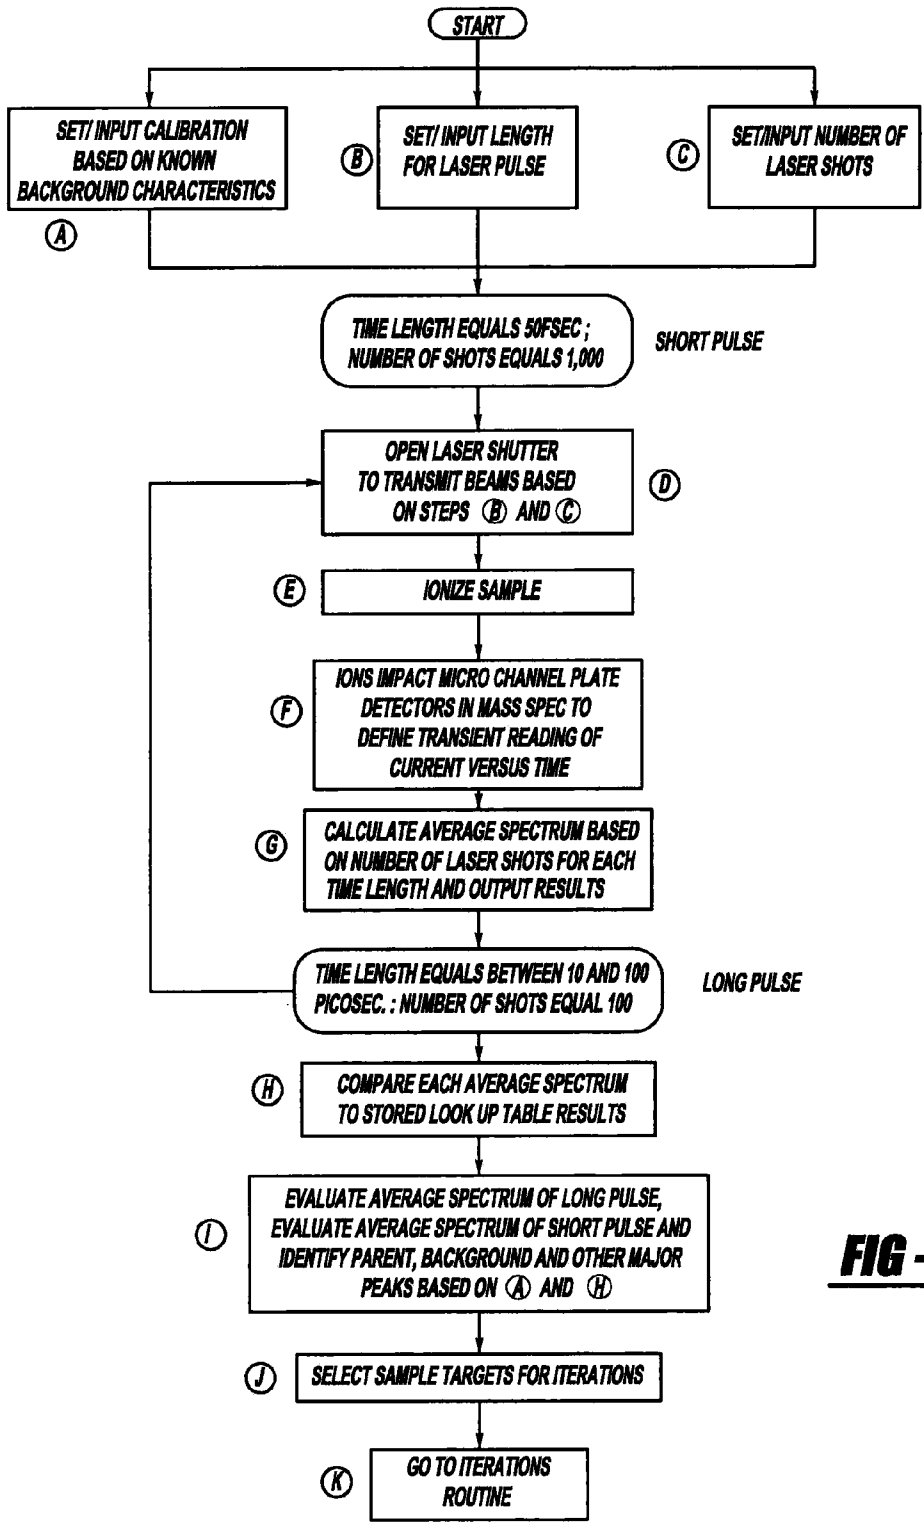 START
SET/ INPUT CALIBRATION
BASED ON KNOWN
BACKGROUND CHARACTERISTICS
A
B
SET/ INPUT LENGTH
FOR LASER PULSE
C
SET/INPUT NUMBER OF
LASER SHOTS
TIME LENGTH EQUALS 50FSEC ;
NUMBER OF SHOTS EQUALS 1,000
SHORT PULSE
OPEN LASER SHUTTER
TO TRANSMIT BEAMS BASED
ON STEPS B AND C
D
E
IONIZE SAMPLE
F
IONS IMPACT MICRO CHANNEL PLATE
DETECTORS IN MASS SPEC TO
DEFINE TRANSIENT READING OF
CURRENT VERSUS TIME
G
CALCULATE AVERAGE SPECTRUM BASED
ON NUMBER OF LASER SHOTS FOR EACH
TIME LENGTH AND OUTPUT RESULTS
TIME LENGTH EQUALS BETWEEN 10 AND 100
PICOSEC. : NUMBER OF SHOTS EQUAL 100
LONG PULSE
H
COMPARE EACH AVERAGE SPECTRUM
TO STORED LOOK UP TABLE RESULTS
I
EVALUATE AVERAGE SPECTRUM OF LONG PULSE,
EVALUATE AVERAGE SPECTRUM OF SHORT PULSE AND
IDENTIFY PARENT, BACKGROUND AND OTHER MAJOR
PEAKS BASED ON A AND H
FIG -
J
SELECT SAMPLE TARGETS FOR ITERATIONS
K
GO TO ITERATIONS
ROUTINE